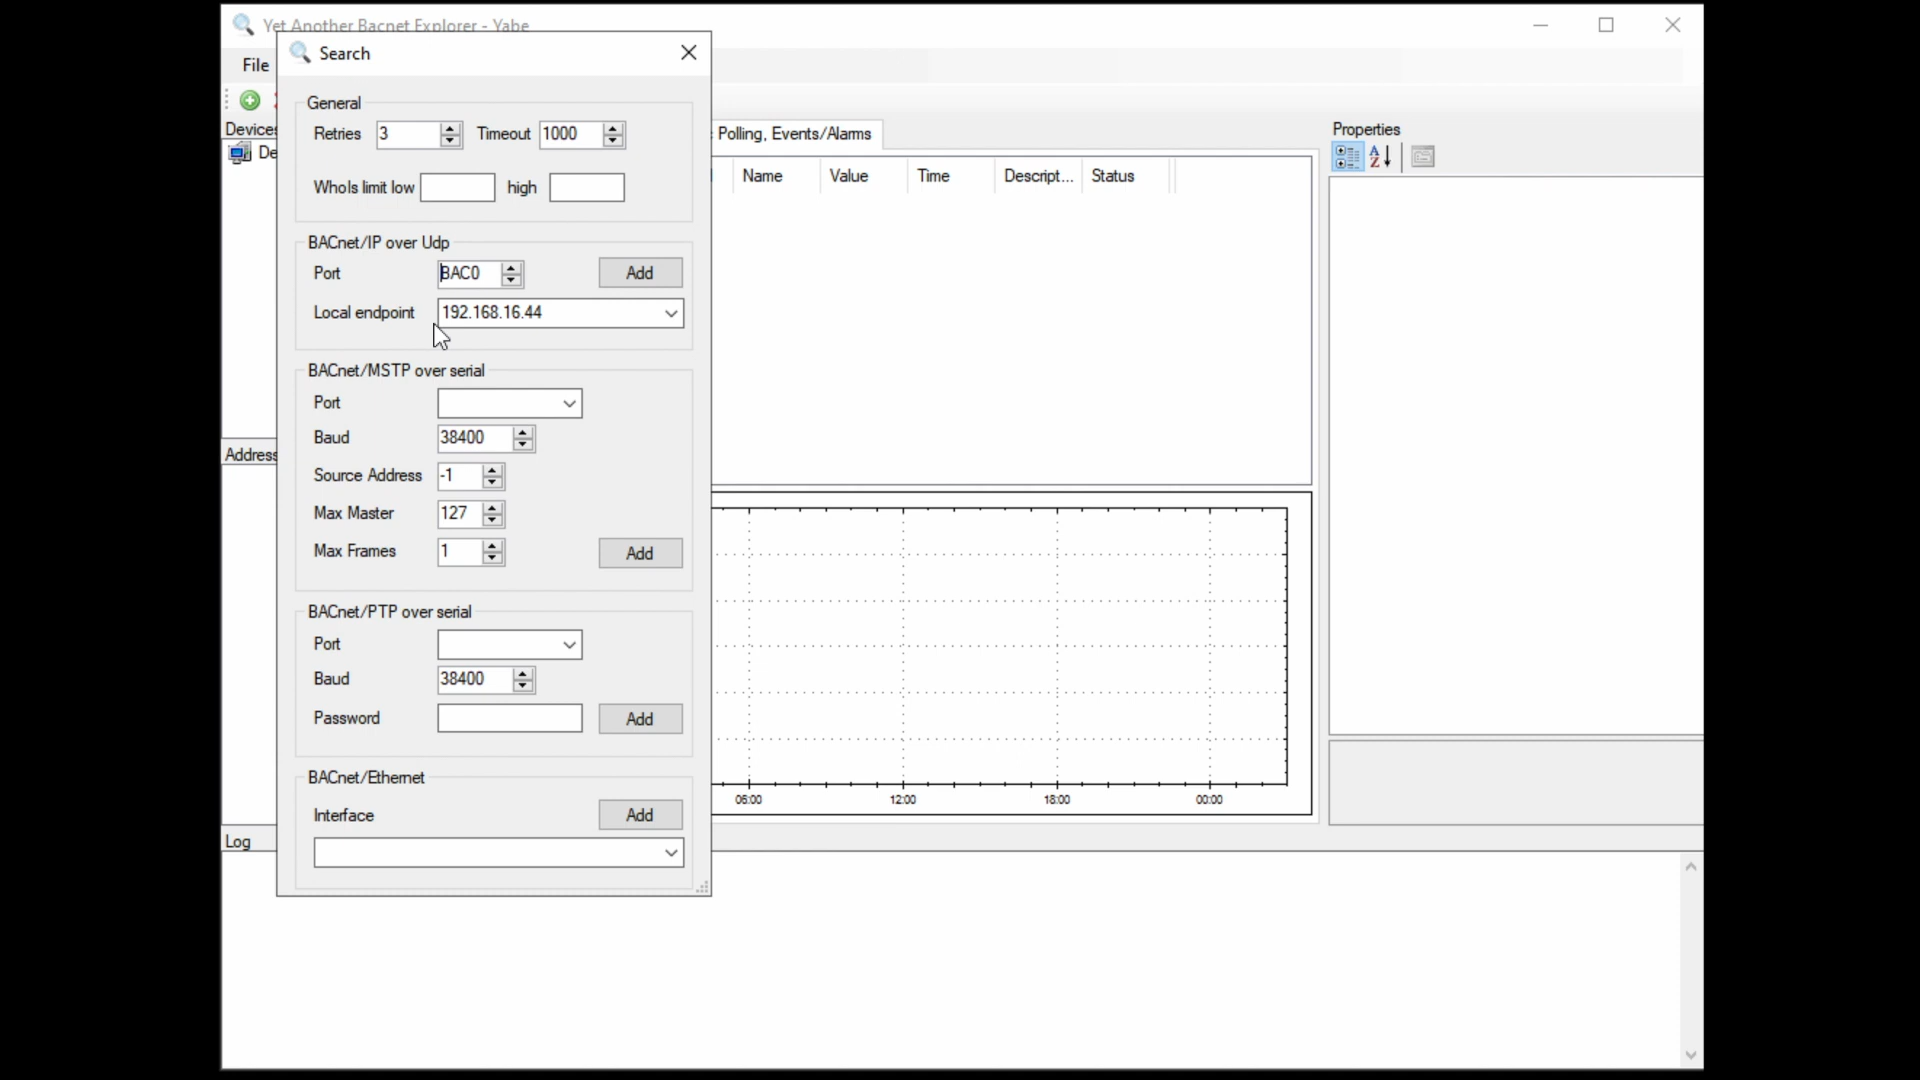 Yet Another Bacnet Explorer - Yabe
Search
File
General
Devices
Retries 3 Timeout 1000
De
WhoIs limit low high
BACnet/IP over Udp
Port BAC0 Add
Local endpoint 192.168.16.44
BACnet/MSTP over serial
Port
Baud 38400
Address
Source Address -1
Max Master 127
Max Frames 1 Add
BACnet/PTP over serial
Port
Baud 38400
Password Add
BACnet/Ethernet
Interface Add
Log
Polling, Events/Alarms
Name Value Time Descript... Status
06:00 12:00 18:00 00:00
Properties
A
Z